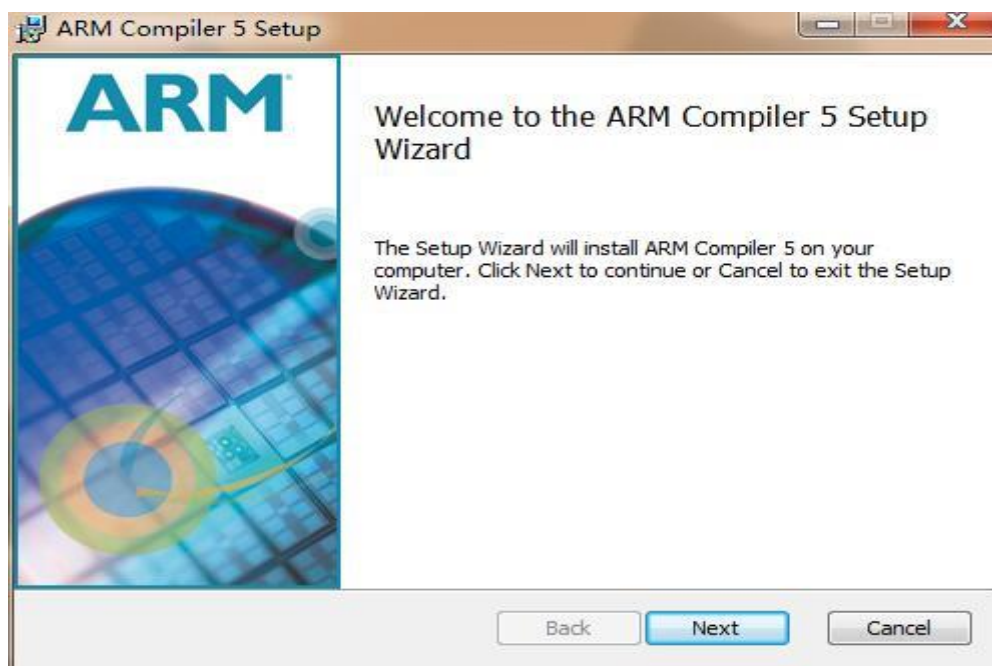 ARM Compiler 5 Setup
ARM
Welcome to the ARM Compiler 5 Setup
Wizard
The Setup Wizard will install ARM Compiler 5 on your
computer. Click Next to continue or Cancel to exit the Setup
Wizard.
Back
Next
Cancel